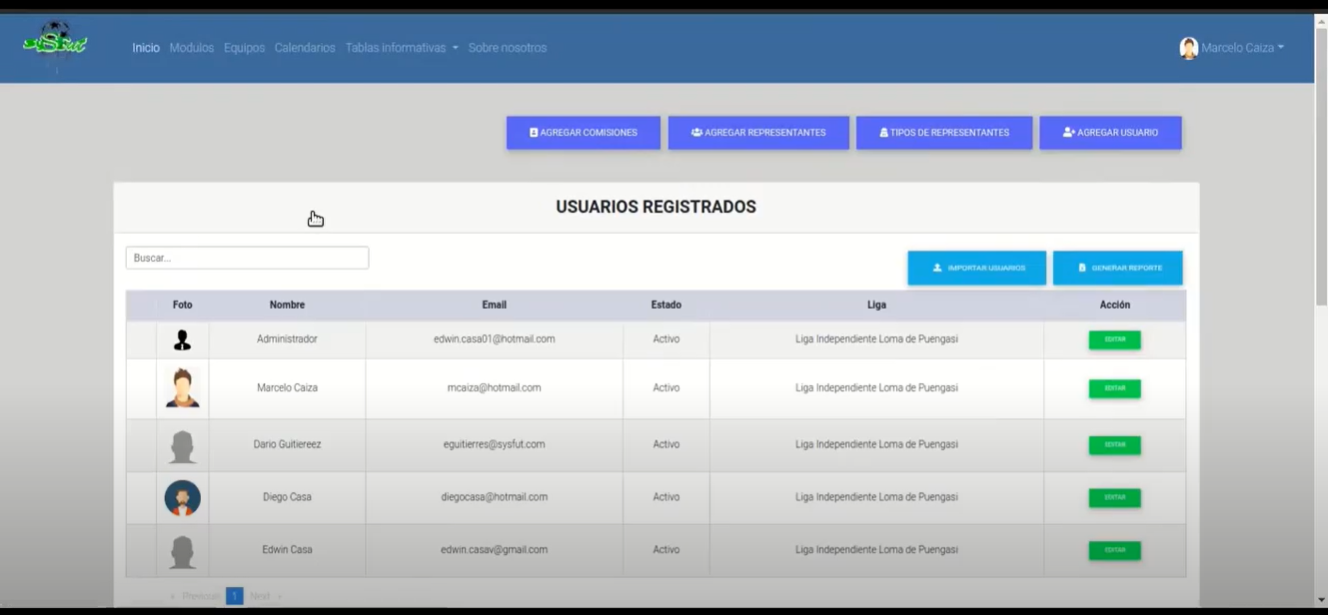 Inicio Modulos Equipos Calendarios Tablas informativas Sobre nosotros Marcelo Caiza
AGREGAR COMISIONES AGREGAR REPRESENTANTES TIPOS DE REPRESENTANTES AGREGAR USUARIO
USUARIOS REGISTRADOS
Buscar... IMPORTAR USUARIOS GENERAR REPORTE
Foto Nombre Email Estado Liga Acción
Administrador edwin.casa01@hotmail.com Activo Liga Independiente Loma de Puengasi EDITAR
Marcelo Caiza mcaiza@hotmail.com Activo Liga Independiente Loma de Puengasi EDITAR
Dario Guitiereez eguitierres@sysfut.com Activo Liga Independiente Loma de Puengasi EDITAR
Diego Casa diegocasa@hotmail.com Activo Liga Independiente Loma de Puengasi EDITAR
Edwin Casa edwin.casav@gmail.com Activo Liga Independiente Loma de Puengasi EDITAR
« Previous 1 Next »